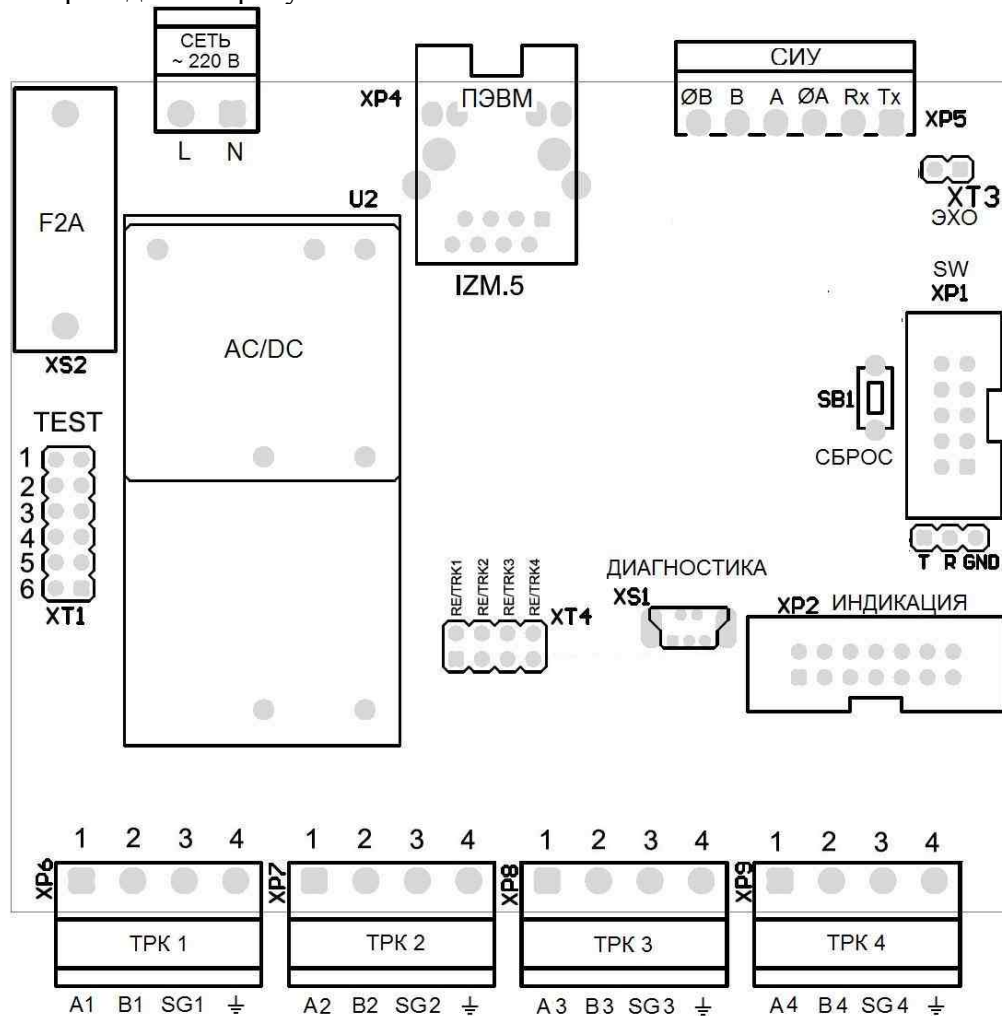 СЕТЬ
~ 220 В
L N
F2A
XS2
XP4
ПЭВМ
IZM.5
СИУ
ØB B A ØA Rx Tx
XP5
XT3
ЭХО
U2
AC/DC
SW
XP1
SB1
СБРОС
T R GND
TEST
1
2
3
4
5
6
XT1
RE/TRK1
RE/TRK2
RE/TRK3
RE/TRK4
XT4
ДИАГНОСТИКА
XS1
XP2 ИНДИКАЦИЯ
XP6
1 2 3 4
ТРК 1
A1 B1 SG1 ⏚
XP7
1 2 3 4
ТРК 2
A2 B2 SG2 ⏚
XP8
1 2 3 4
ТРК 3
A3 B3 SG3 ⏚
XP9
1 2 3 4
ТРК 4
A4 B4 SG4 ⏚